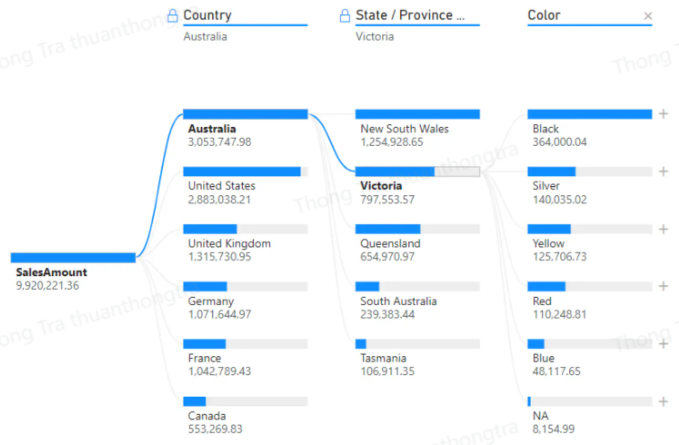 Country
Australia
State / Province ...
Victoria
Color
SalesAmount
9,920,221.36
Australia
3,053,747.98
United States
2,883,038.21
United Kingdom
1,315,730.95
Germany
1,071,644.97
France
1,042,789.43
Canada
553,269.83
New South Wales
1,254,928.65
Victoria
797,553.57
Queensland
654,970.97
South Australia
239,383.44
Tasmania
106,911.35
Black
364,000.04
Silver
140,035.02
Yellow
125,706.73
Red
110,248.81
Blue
48,117.65
NA
8,154.99
Thong Tra thuanthongtra